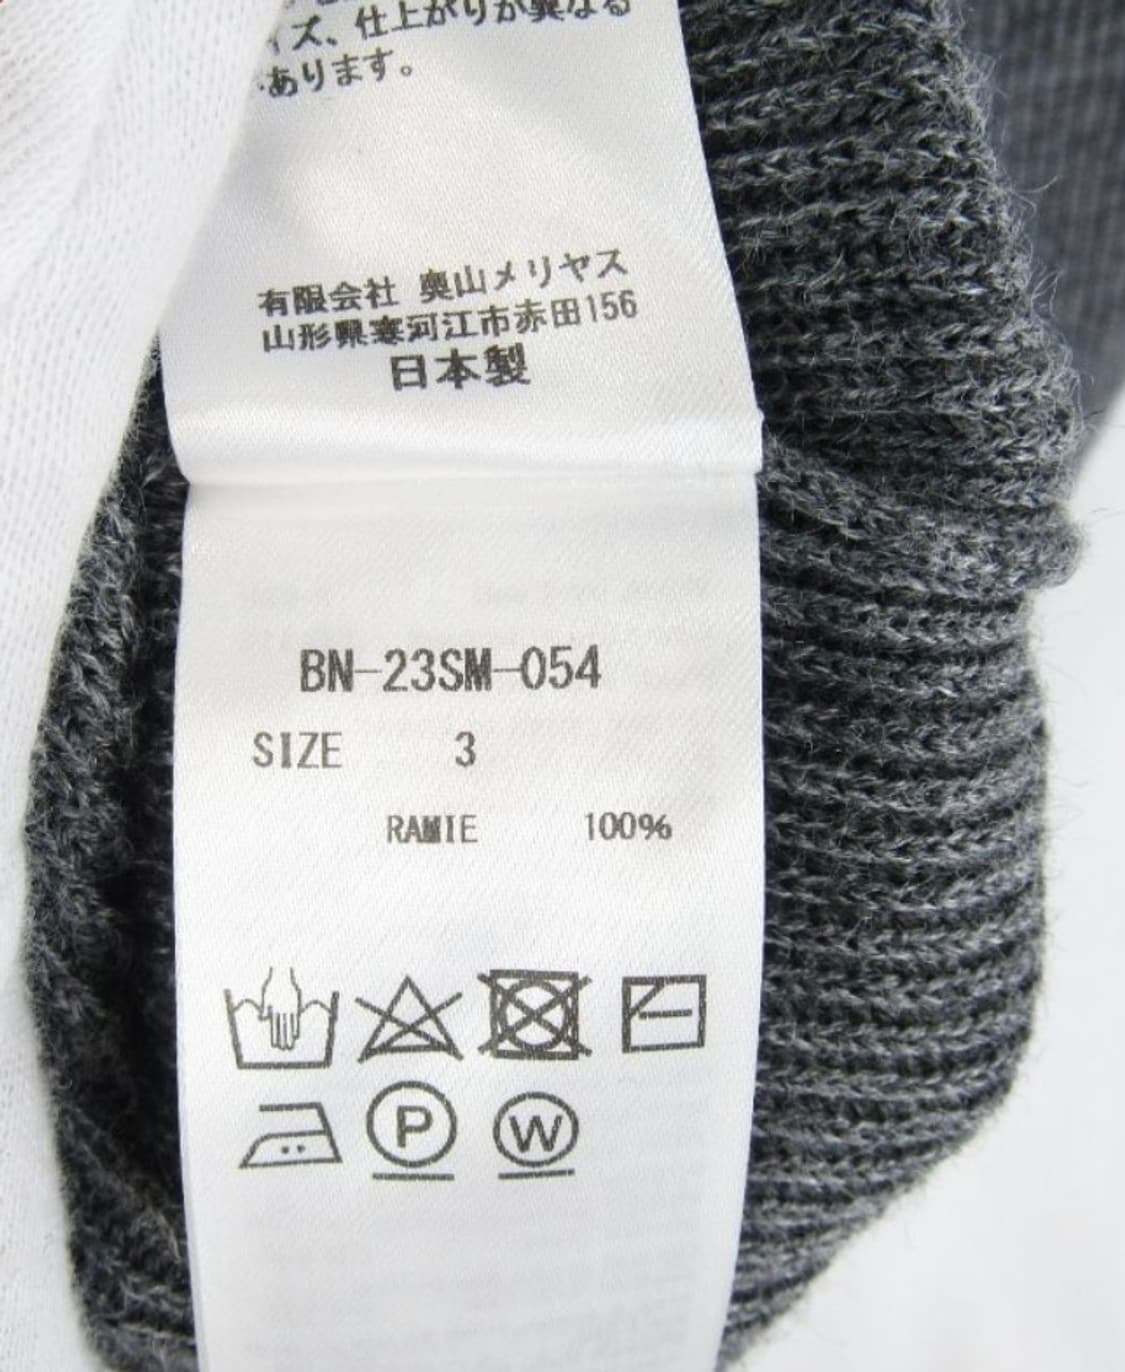 ズ、仕上がりが異なる
あります。
有限会社 奥山メリヤス
山形県寒河江市赤田156
日本製
BN-23SM-054
SIZE 3
RAMIE 100%
P W